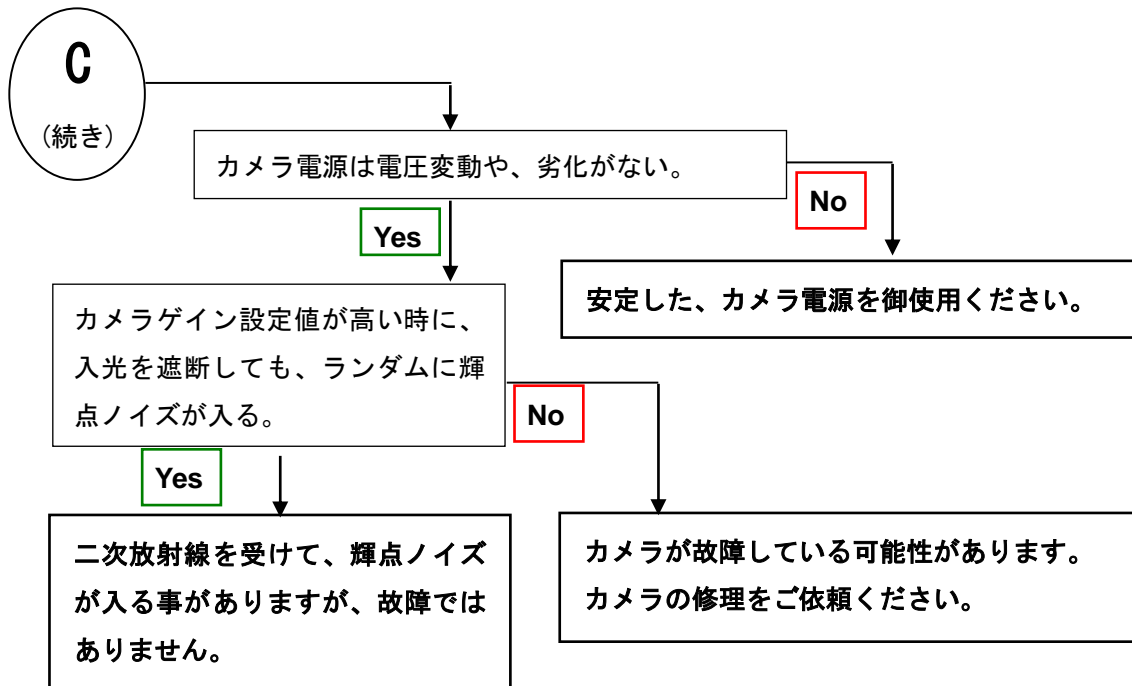 C
(続き)
カメラ電源は電圧変動や、劣化がない。
No
Yes
安定した、カメラ電源を御使用ください。
カメラゲイン設定値が高い時に、
入光を遮断しても、ランダムに輝
点ノイズが入る。
No
Yes
二次放射線を受けて、輝点ノイズ
が入る事がありますが、故障では
ありません。
カメラが故障している可能性があります。
カメラの修理をご依頼ください。